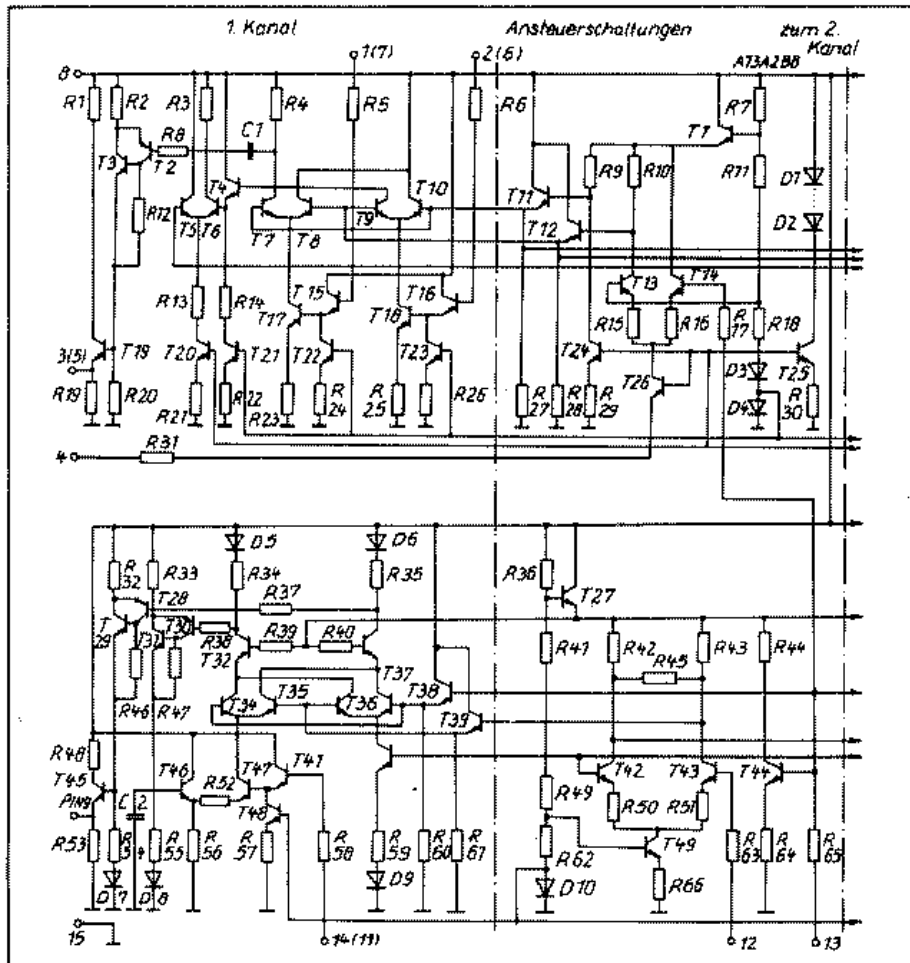 1. Kanal Ansteuerschaltungen zum 2. Kanal
1(7) 2(6) A73A2BB
8
R1 R2 R3 R4 R5 R6 R7
T1
T3 T2 R8 C1 R9 R10 R11 D1
T4 T10 T11
R12 T5 T6 T7 T8 T9 T12 D2
T13 T14
R13 R14 T15 T16 R15 R16 R17 R18
T17 T18
3(5) T19 T20 T21 T22 T23 T24 T26 D3 T25
R19 R20 R21 R22 R23 R24 R25 R26 R27 R28 R29 D4 R30
4 R31
D5 D6
R32 R33 R34 R35 R36
T28 R37 T27
T29 T31 T30 R38 R39 R40 R41 R42 R43 R44
T32 T37 R45
R46 R47 T34 T35 T36 T38 T39
R48 T46 R52 T47 T41 T42 T43 T44
T45 T48 R49 R50 R51
PIN9 C2 T49
R53 R54 R55 R56 R57 R58 R59 R60 R61 R62 R63 R64 R65
D7 D8 D9 D10 R66
15 14(11) 12 13